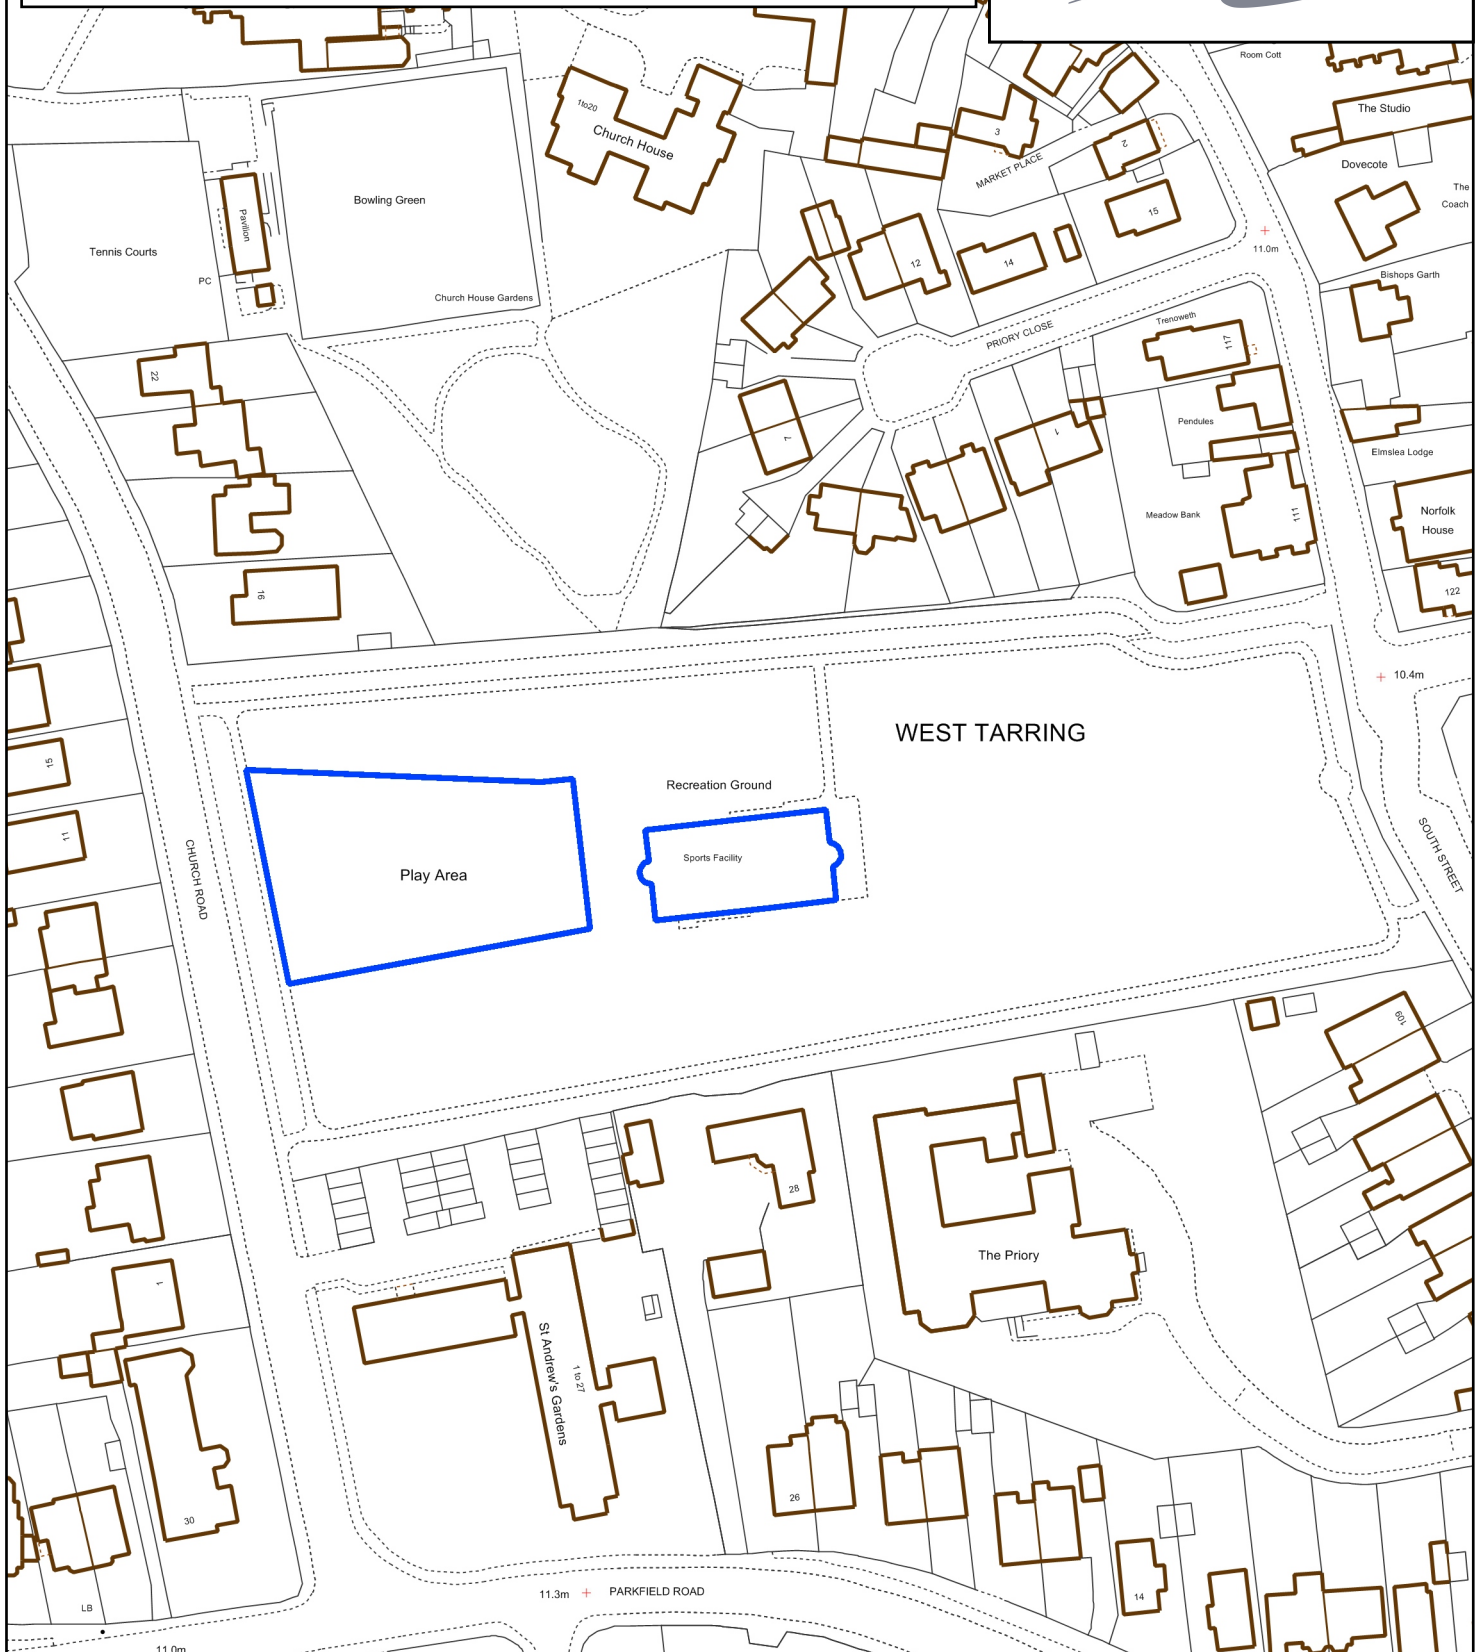 Room Cott
The Studio
1to20
Church House
3
MARKET PLACE
2
Dovecote
The
Coach
Bowling Green
Pavilion
15
Tennis Courts
11.0m
12
14
PC
Bishops Garth
Church House Gardens
Trenoweth
PRIORY CLOSE
117
22
Pendules
1
7
Elmslea Lodge
Meadow Bank
111
Norfolk
House
16
122
10.4m
WEST TARRING
15
Recreation Ground
11
CHURCH ROAD
Play Area
Sports Facility
SOUTH STREET
109
28
The Priory
1
St Andrew's Gardens
1 to 27
26
30
14
11.3m
PARKFIELD ROAD
LB
11.0m